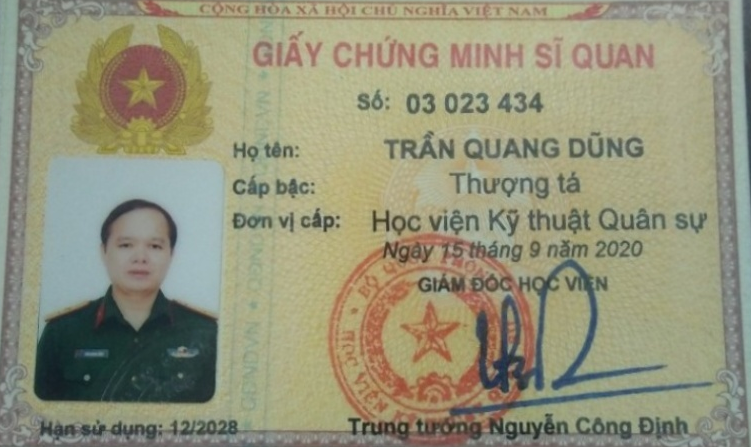 CỘNG HÒA XÃ HỘI CHỦ NGHĨA VIỆT NAM
GIẤY CHỨNG MINH SĨ QUAN
Số: 03 023 434
Họ tên: TRẦN QUANG DŨNG
Cấp bậc: Thượng tá
Đơn vị cấp: Học viện Kỹ thuật Quân sự
Ngày 15 tháng 9 năm 2020
GIÁM ĐỐC HỌC VIỆN
Hạn sử dụng: 12/2028
Trung tướng Nguyễn Công Định